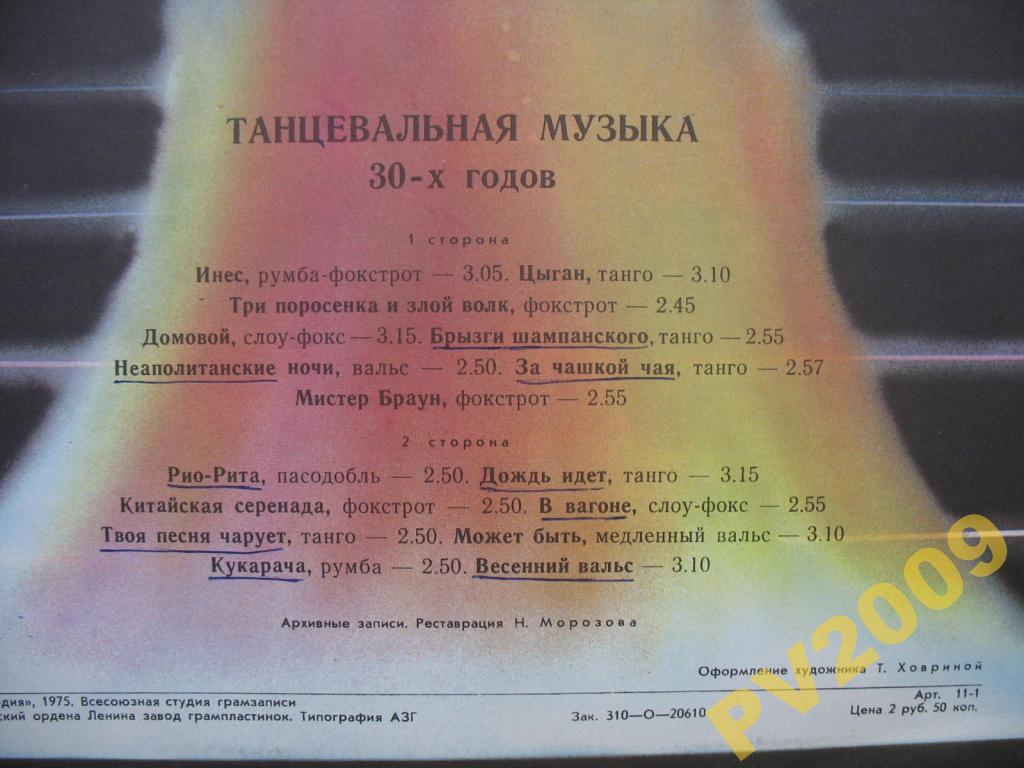 ТАНЦЕВАЛЬНАЯ МУЗЫКА
30-х годов
1 сторона
Инес, румба-фокстрот — 3.05. Цыган, танго — 3.10
Три поросенка и злой волк, фокстрот — 2.45
Домовой, слоу-фокс — 3.15. Брызги шампанского, танго — 2.55
Неаполитанские ночи, вальс — 2.50. За чашкой чая, танго — 2.57
Мистер Браун, фокстрот — 2.55
2 сторона
Рио-Рита, пасодобль — 2.50. Дождь идет, танго — 3.15
Китайская серенада, фокстрот — 2.50. В вагоне, слоу-фокс — 2.55
Твоя песня чарует, танго — 2.50. Может быть, медленный вальс — 3.10
Кукарача, румба — 2.50. Весенний вальс — 3.10
Архивные записи. Реставрация Н. Морозова
Оформление художника Т. Ховриной
дия», 1975. Всесоюзная студия грамзаписи
ский ордена Ленина завод грампластинок. Типография АЗГ
Зак. 310—О—20610
Арт. 11-1
Цена 2 руб. 50 коп.
PV2009